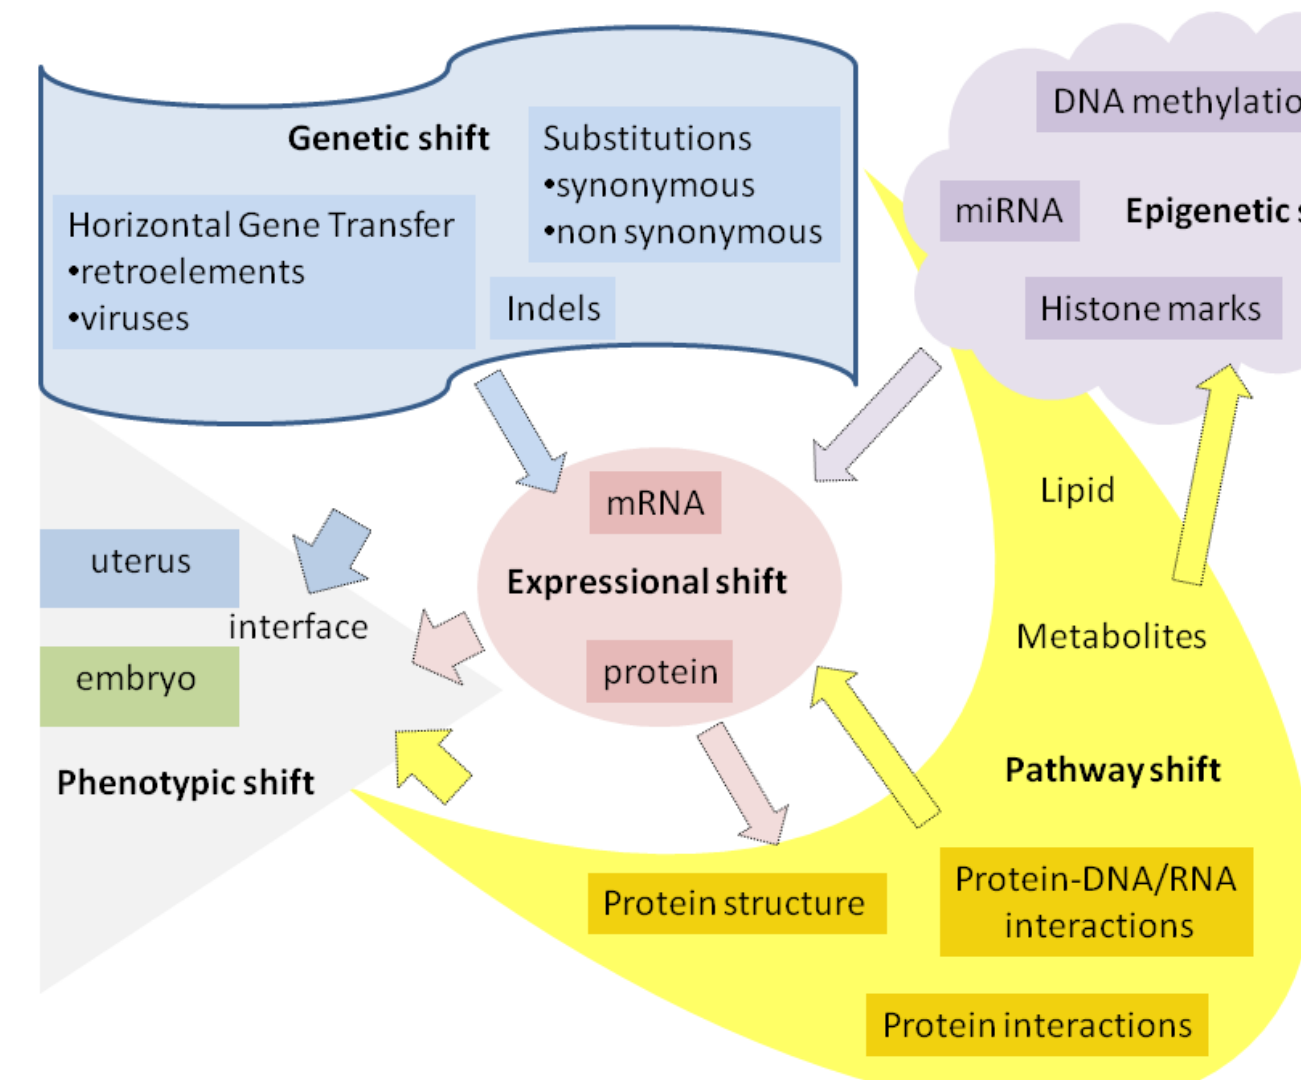 Genetic shift
Substitutions
•synonymous
•non synonymous
Horizontal Gene Transfer
•retroelements
•viruses
Indels
DNA methylatio
miRNA
Epigenetic s
Histone marks
mRNA
Expressional shift
protein
uterus
interface
embryo
Phenotypic shift
Lipid
Metabolites
Pathway shift
Protein structure
Protein-DNA/RNA
interactions
Protein interactions